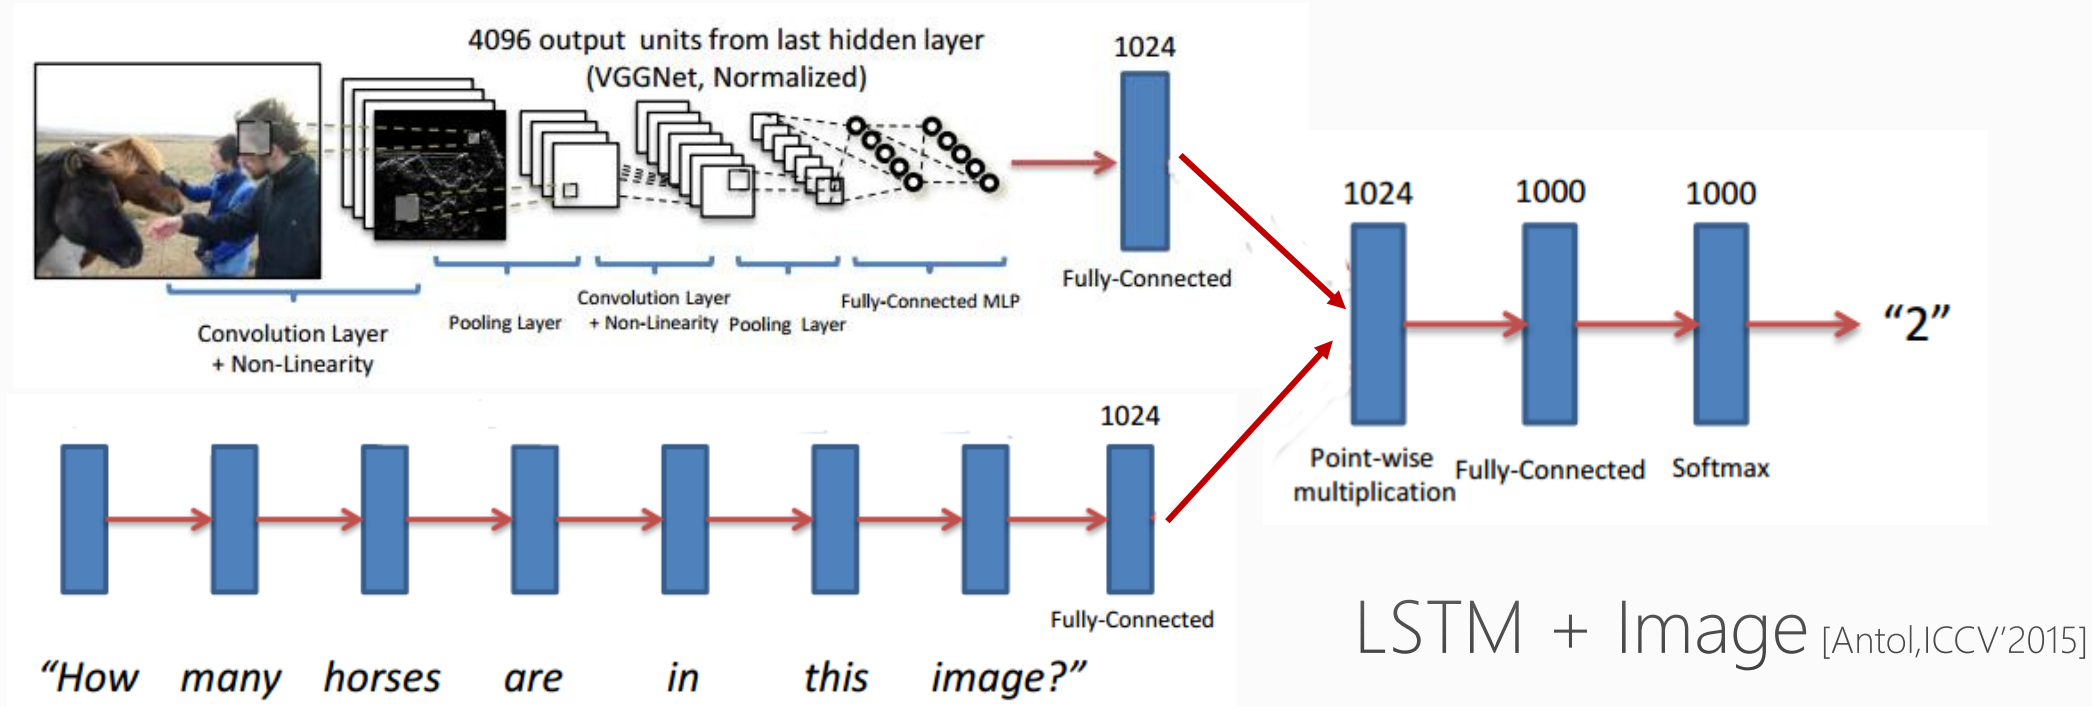 4096 output units from last hidden layer
(VGGNet, Normalized)
1024
Convolution Layer
+ Non-Linearity
Pooling Layer
Convolution Layer
+ Non-Linearity
Pooling Layer
Fully-Connected MLP
Fully-Connected
1024
Fully-Connected
“How many horses are in this image?”
1024
1000
1000
Point-wise
multiplication
Fully-Connected
Softmax
“2”
LSTM + Image [Antol,ICCV'2015]